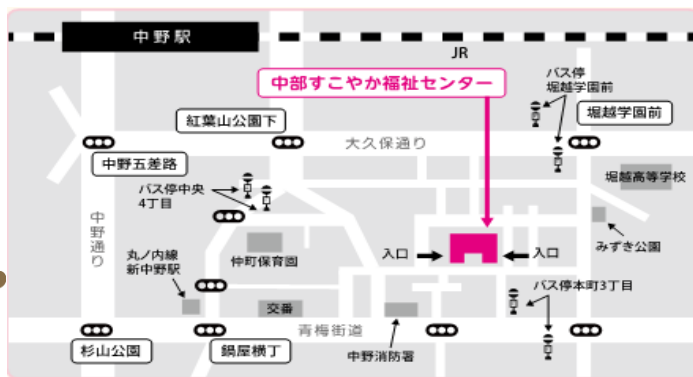 中野駅
JR
中部すこやか福祉センター
バス停
堀越学園前
堀越学園前
紅葉山公園下
大久保通り
中野五差路
堀越高等学校
バス停中央
4丁目
中野通り
みずき公園
入口
入口
仲町保育園
丸ノ内線
新中野駅
バス停本町3丁目
交番
青梅街道
中野消防署
杉山公園
鍋屋横丁